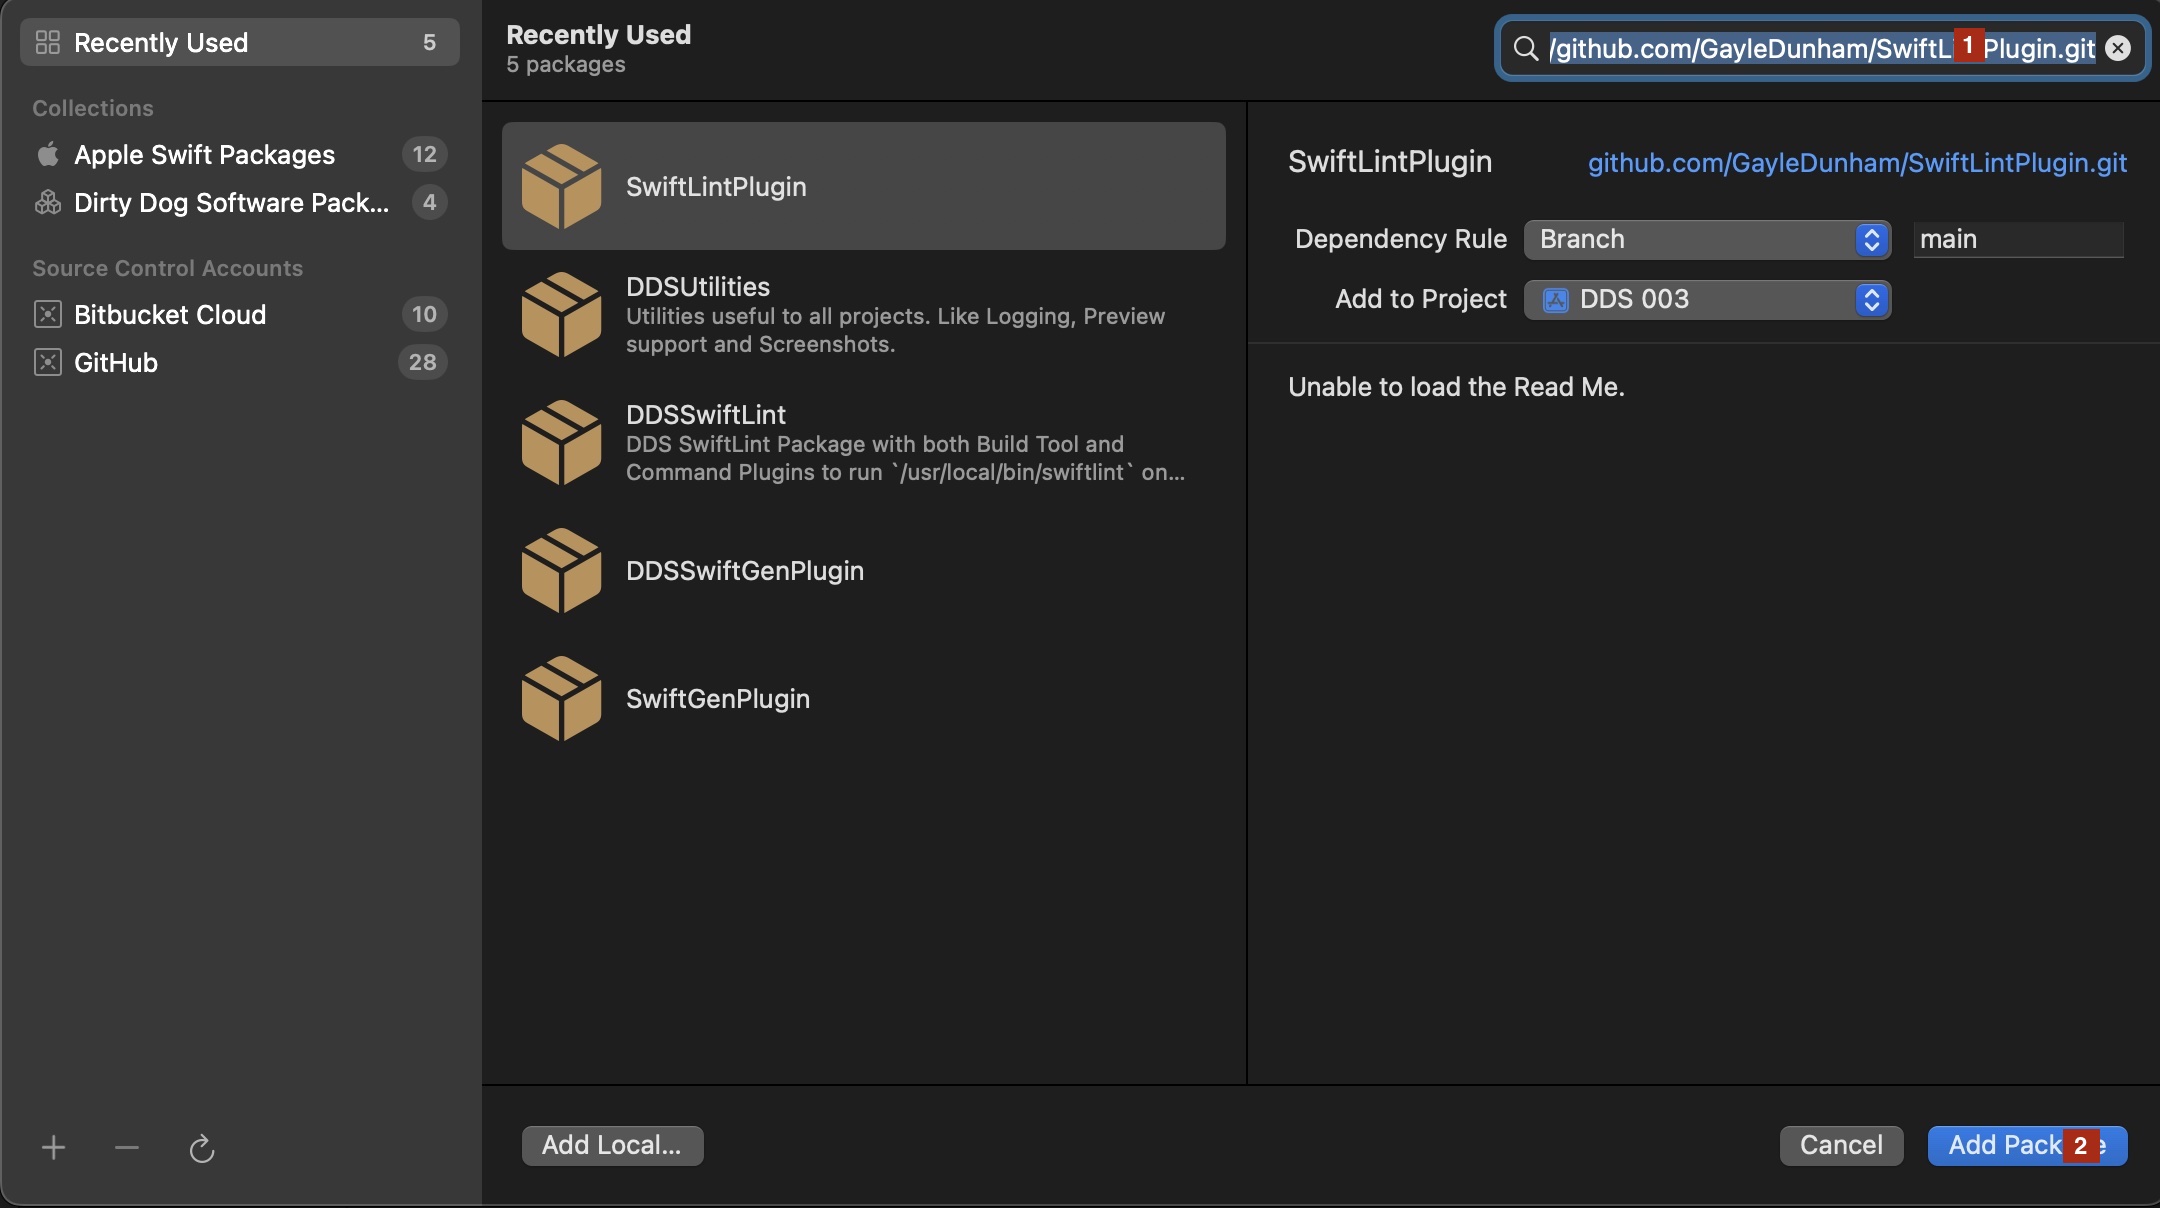 Recently Used 5
Collections
Apple Swift Packages 12
Dirty Dog Software Pack... 4
Source Control Accounts
Bitbucket Cloud 10
GitHub 28
Recently Used
5 packages
/github.com/GayleDunham/SwiftLi 1 Plugin.git
SwiftLintPlugin
DDSUtilities
Utilities useful to all projects. Like Logging, Preview
support and Screenshots.
DDSSwiftLint
DDS SwiftLint Package with both Build Tool and
Command Plugins to run `/usr/local/bin/swiftlint` on...
DDSSwiftGenPlugin
SwiftGenPlugin
SwiftLintPlugin github.com/GayleDunham/SwiftLintPlugin.git
Dependency Rule Branch main
Add to Project DDS 003
Unable to load the Read Me.
Add Local...
Cancel
Add Pack 2 e